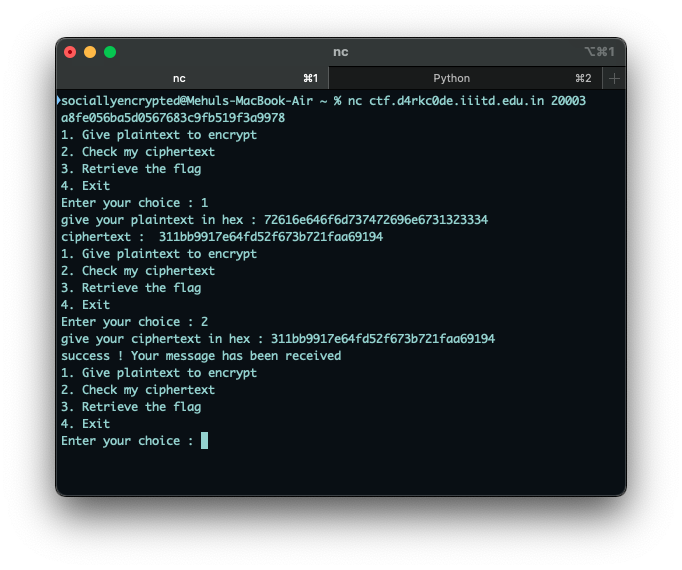 nc
⌥⌘1
nc ⌘1 Python ⌘2 +
sociallyencrypted@Mehuls-MacBook-Air ~ % nc ctf.d4rkc0de.iiitd.edu.in 20003
a8fe056ba5d0567683c9fb519f3a9978
1. Give plaintext to encrypt
2. Check my ciphertext
3. Retrieve the flag
4. Exit
Enter your choice : 1
give your plaintext in hex : 72616e646f6d737472696e6731323334
ciphertext :  311bb9917e64fd52f673b721faa69194
1. Give plaintext to encrypt
2. Check my ciphertext
3. Retrieve the flag
4. Exit
Enter your choice : 2
give your ciphertext in hex : 311bb9917e64fd52f673b721faa69194
success ! Your message has been received
1. Give plaintext to encrypt
2. Check my ciphertext
3. Retrieve the flag
4. Exit
Enter your choice :